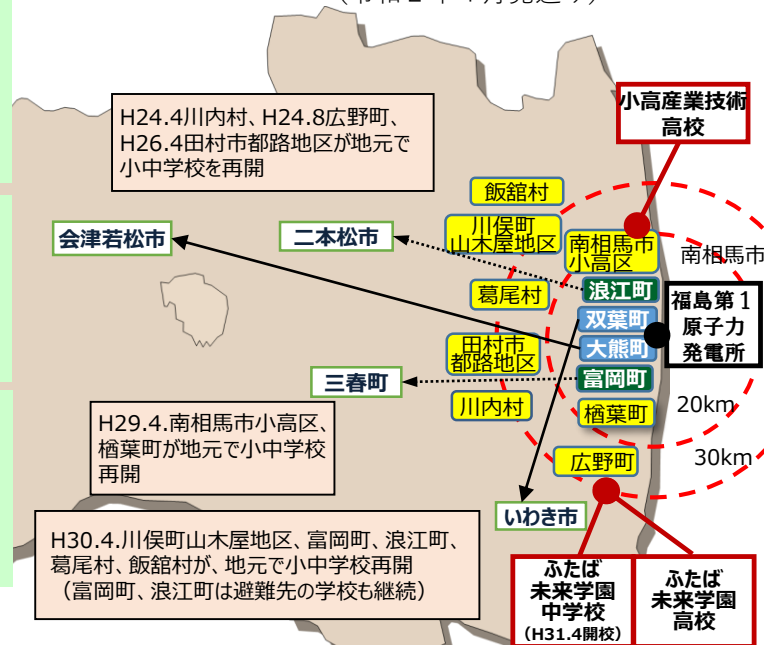 H24.4川内村、H24.8広野町、
H26.4田村市都路地区が地元で
小中学校を再開
小高産業技術
高校
飯舘村
川俣町
山木屋地区
南相馬市
小高区
南相馬市
会津若松市
二本松市
浪江町
葛尾村
双葉町
大熊町
福島第1
原子力
発電所
田村市
都路地区
富岡町
三春町
川内村
楢葉町
20km
30km
広野町
いわき市
H29.4.南相馬市小高区、
楢葉町が地元で小中学校
再開
H30.4.川俣町山木屋地区、富岡町、浪江町、
葛尾村、飯舘村が、地元で小中学校再開
（富岡町、浪江町は避難先の学校も継続）
ふたば
未来学園
中学校
(H31.4開校)
ふたば
未来学園
高校